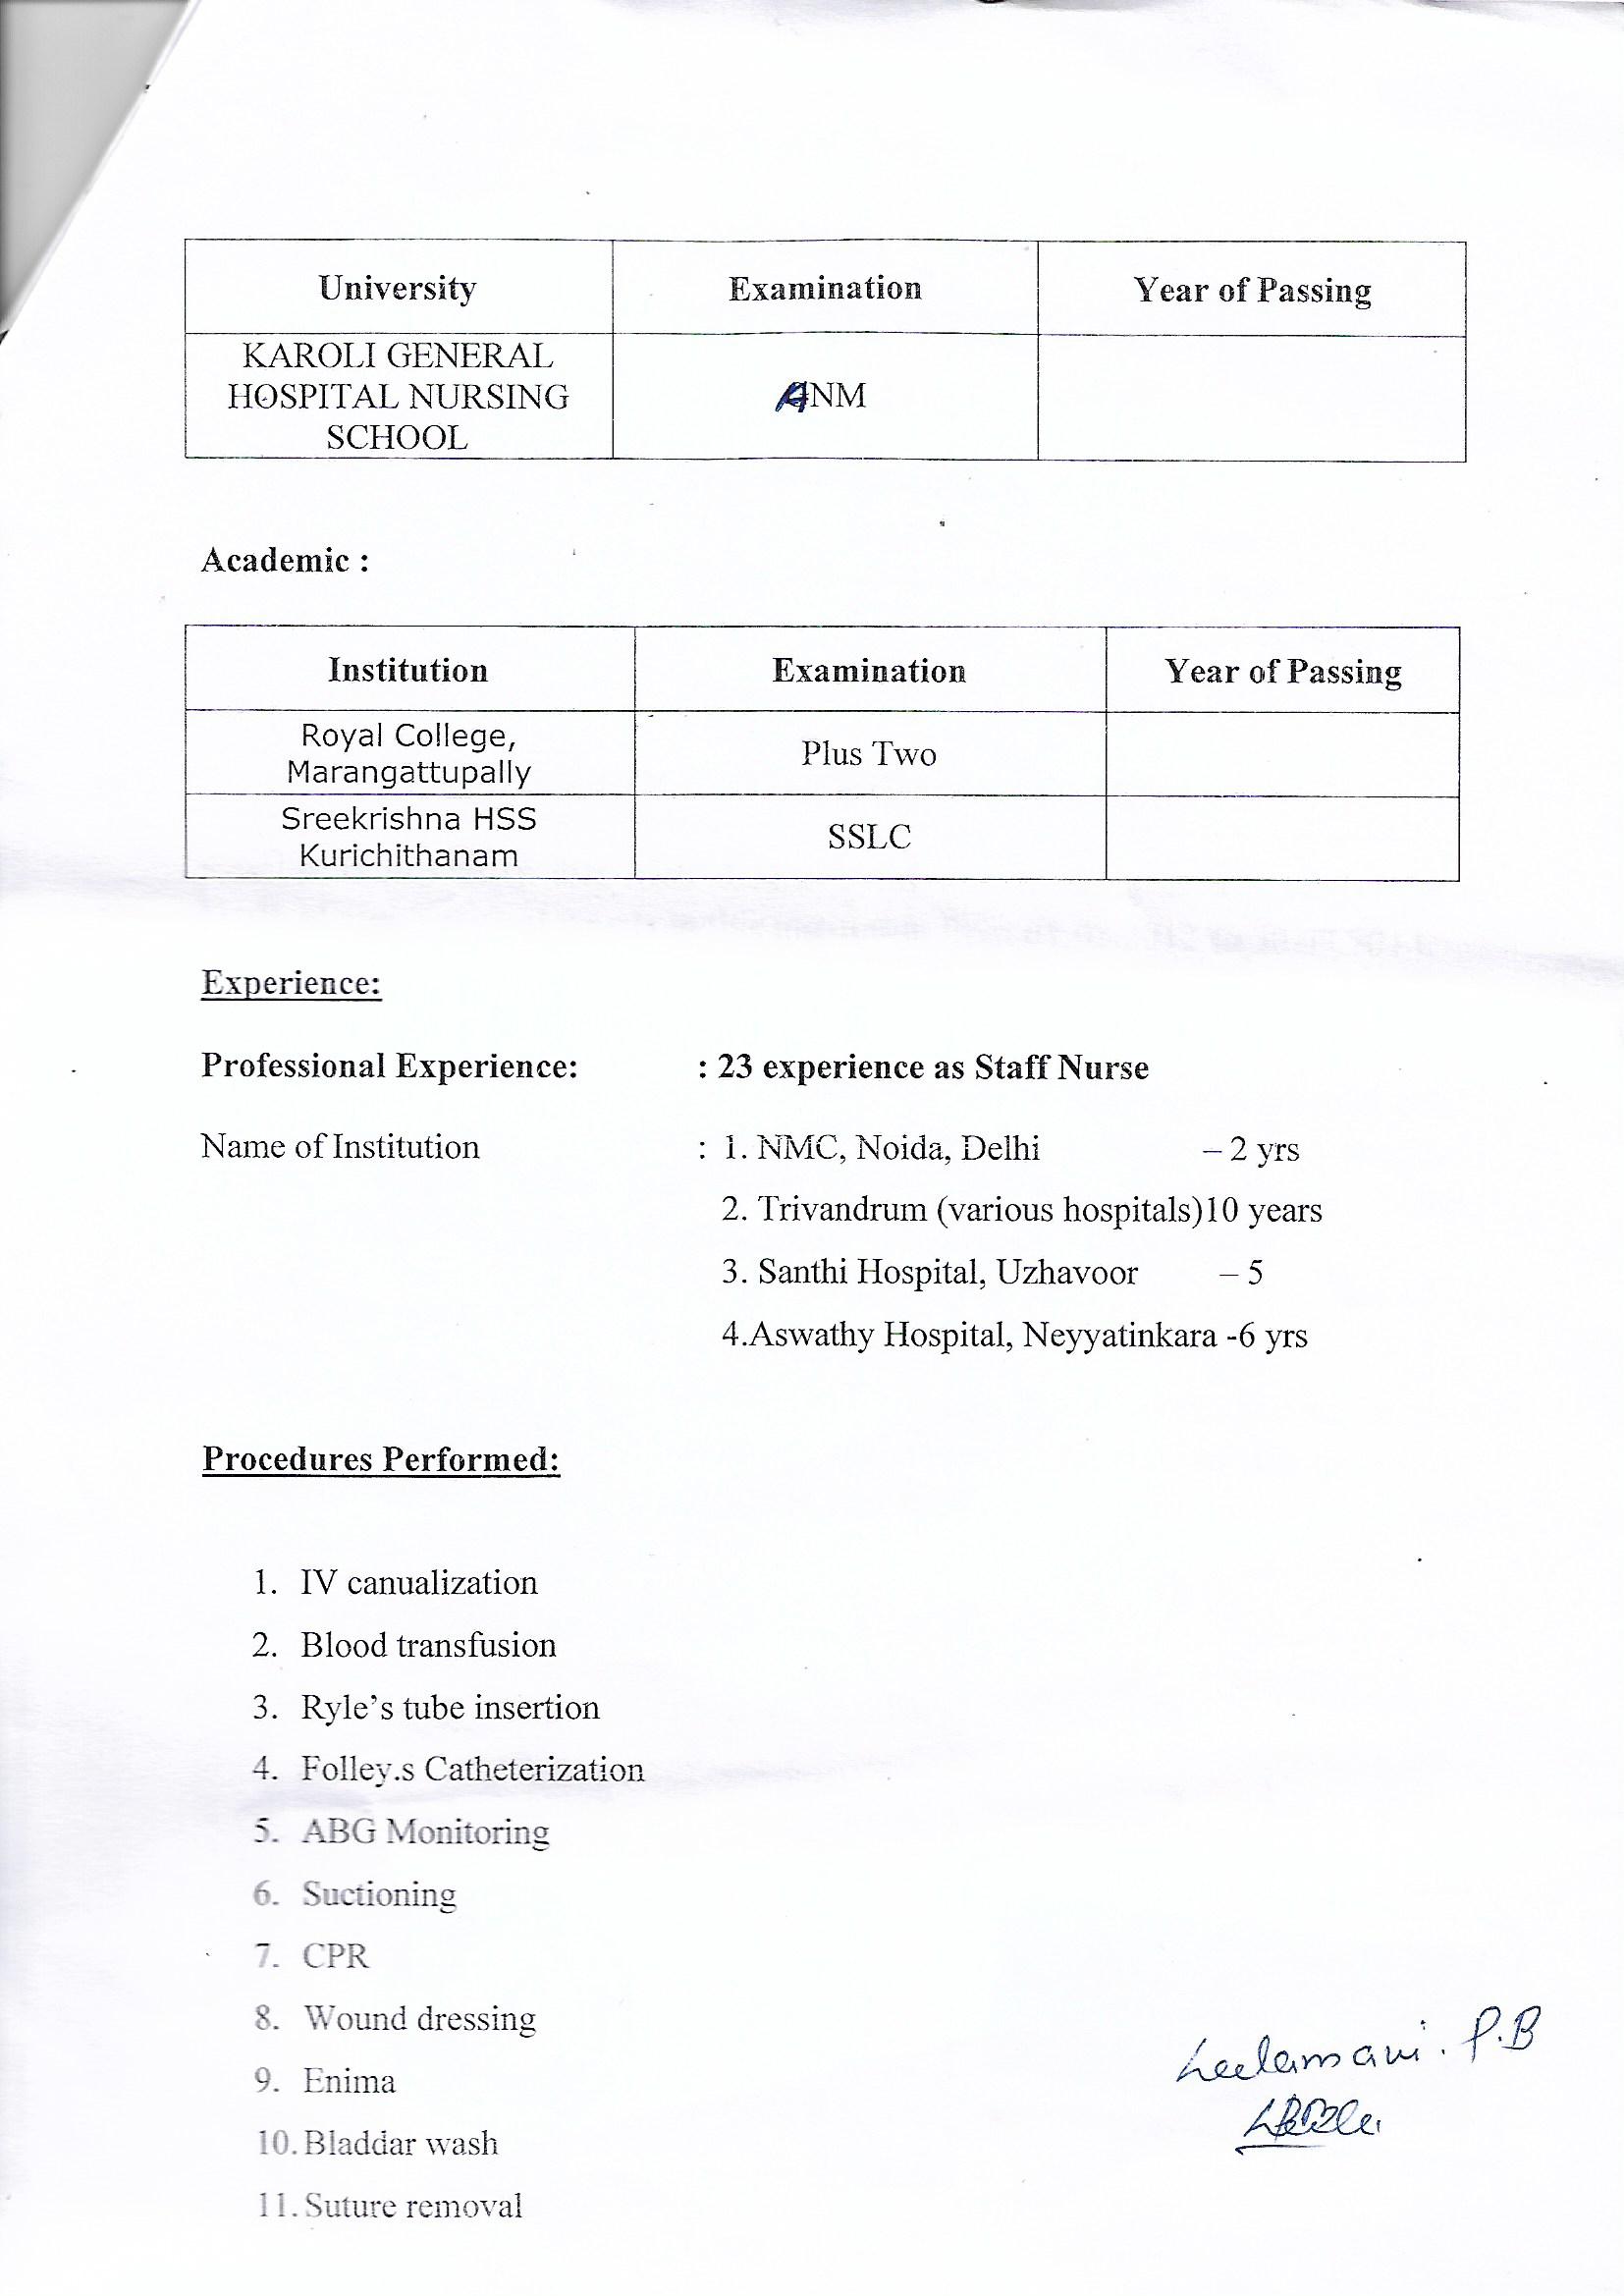 University Examination Year of Passing
KAROLI GENERAL
HOSPITAL NURSING
SCHOOL
ANM
Academic :
Institution Examination Year of Passing
Royal College,
Marangattupally
Plus Two
Sreekrishna HSS
Kurichithanam
SSLC
Experience:
Professional Experience: : 23 experience as Staff Nurse
Name of Institution : 1. NMC, Noida, Delhi – 2 yrs
2. Trivandrum (various hospitals)10 years
3. Santhi Hospital, Uzhavoor – 5
4.Aswathy Hospital, Neyyatinkara -6 yrs
Procedures Performed:
1. IV canualization
2. Blood transfusion
3. Ryle’s tube insertion
4. Folley.s Catheterization
5. ABG Monitoring
6. Suctioning
7. CPR
8. Wound dressing
9. Enima
10. Bladdar wash
11. Suture removal
Leelamani. P.B